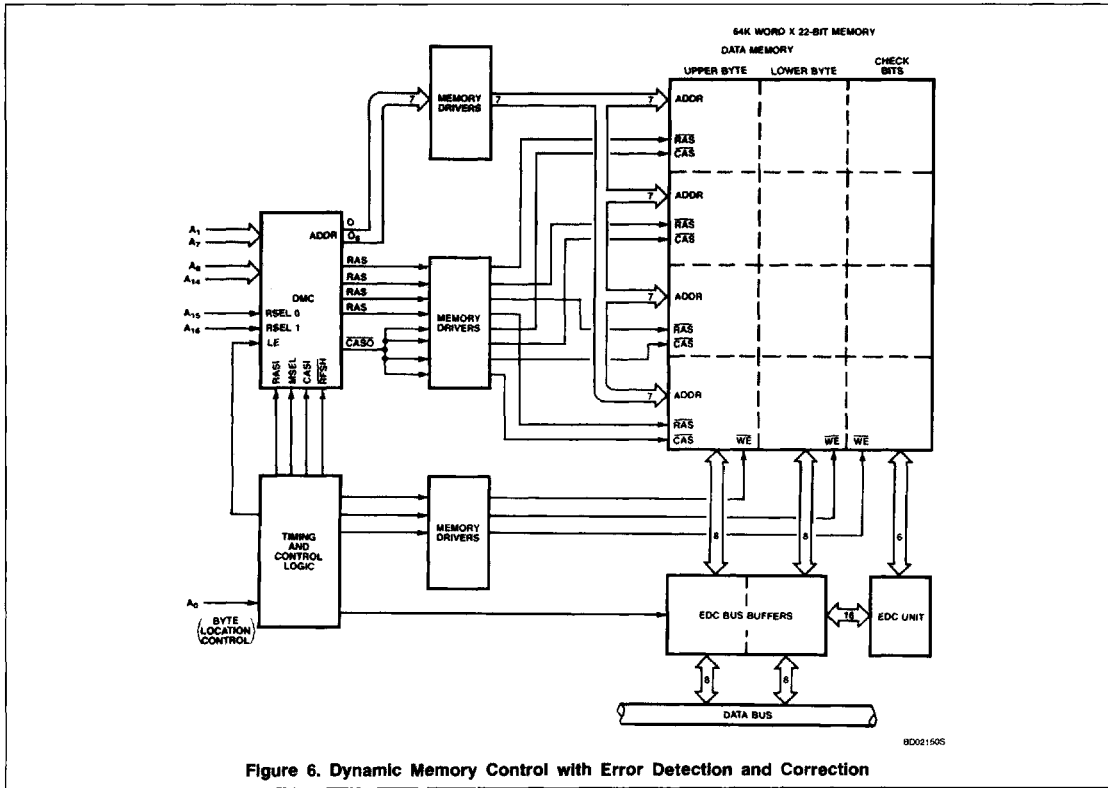 64K WORD X 22-BIT MEMORY
DATA MEMORY
UPPER BYTE
LOWER BYTE
CHECK
BITS
7
MEMORY
DRIVERS
7
7
ADDR
RAS
CAS
7
ADDR
RAS
CAS
7
ADDR
RAS
CAS
7
ADDR
RAS
CAS
WE
WE
WE
A1
A7
A8
A14
A15
A16
ADDR
DMC
RSEL 0
RSEL 1
LE
RASI
MSEL
CASI
RFSH
O
O6
RAS
RAS
RAS
RAS
CASO
MEMORY
DRIVERS
TIMING
AND
CONTROL
LOGIC
MEMORY
DRIVERS
A0
(BYTE
LOCATION
CONTROL)
8
8
6
EDC BUS BUFFERS
16
EDC UNIT
8
8
DATA BUS
BD02150S
Figure 6. Dynamic Memory Control with Error Detection and Correction